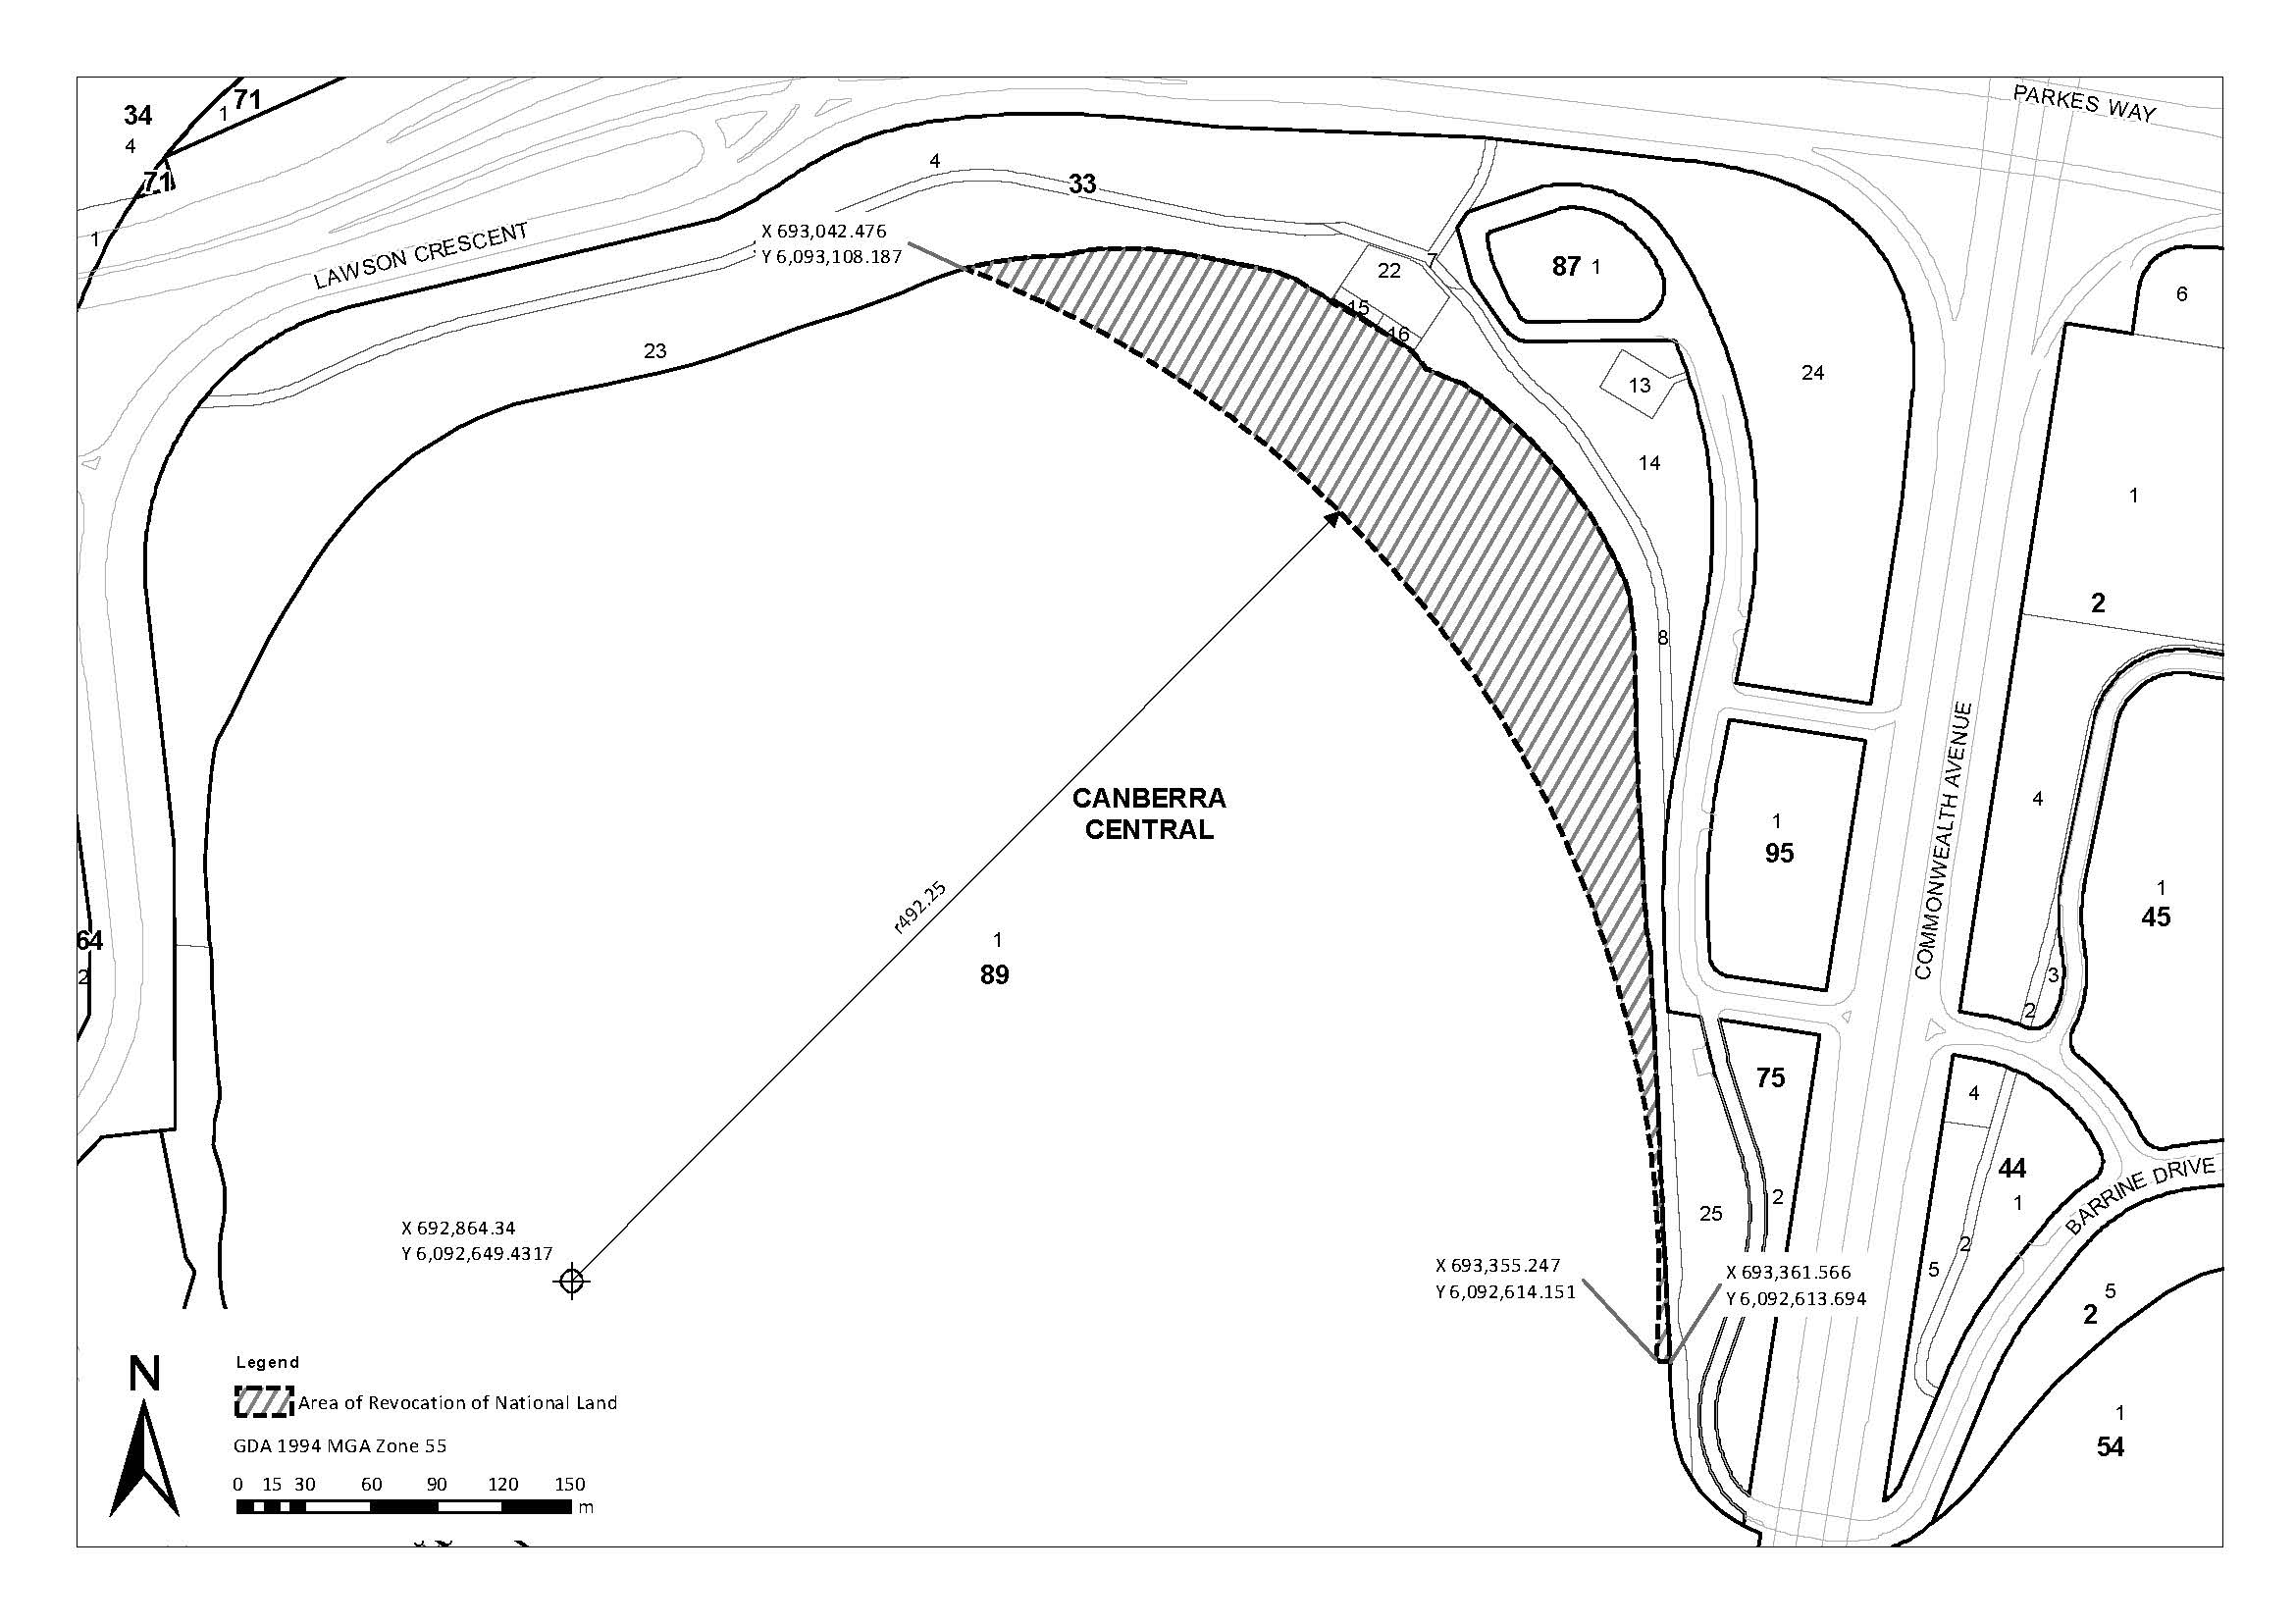 PARKES WAY
34
71
1
4
71
1
4
33
X 693,042.476
Y 6,093,108.187
LAWSON CRESCENT
7
22
87 1
6
15
16
23
13
24
14
1
2
8
COMMONWEALTH AVENUE
CANBERRA
CENTRAL
4
1
95
1
45
r492.25
1
89
64
2
3
2
75
4
44
1
BARRINE DRIVE
2
25
2
5
X 692,864.34
Y 6,092,649.4317
X 693,355.247
Y 6,092,614.151
X 693,361.566
Y 6,092,613.694
5
2
N
Legend
Area of Revocation of National Land
GDA 1994 MGA Zone 55
0 15 30 60 90 120 150
m
1
54